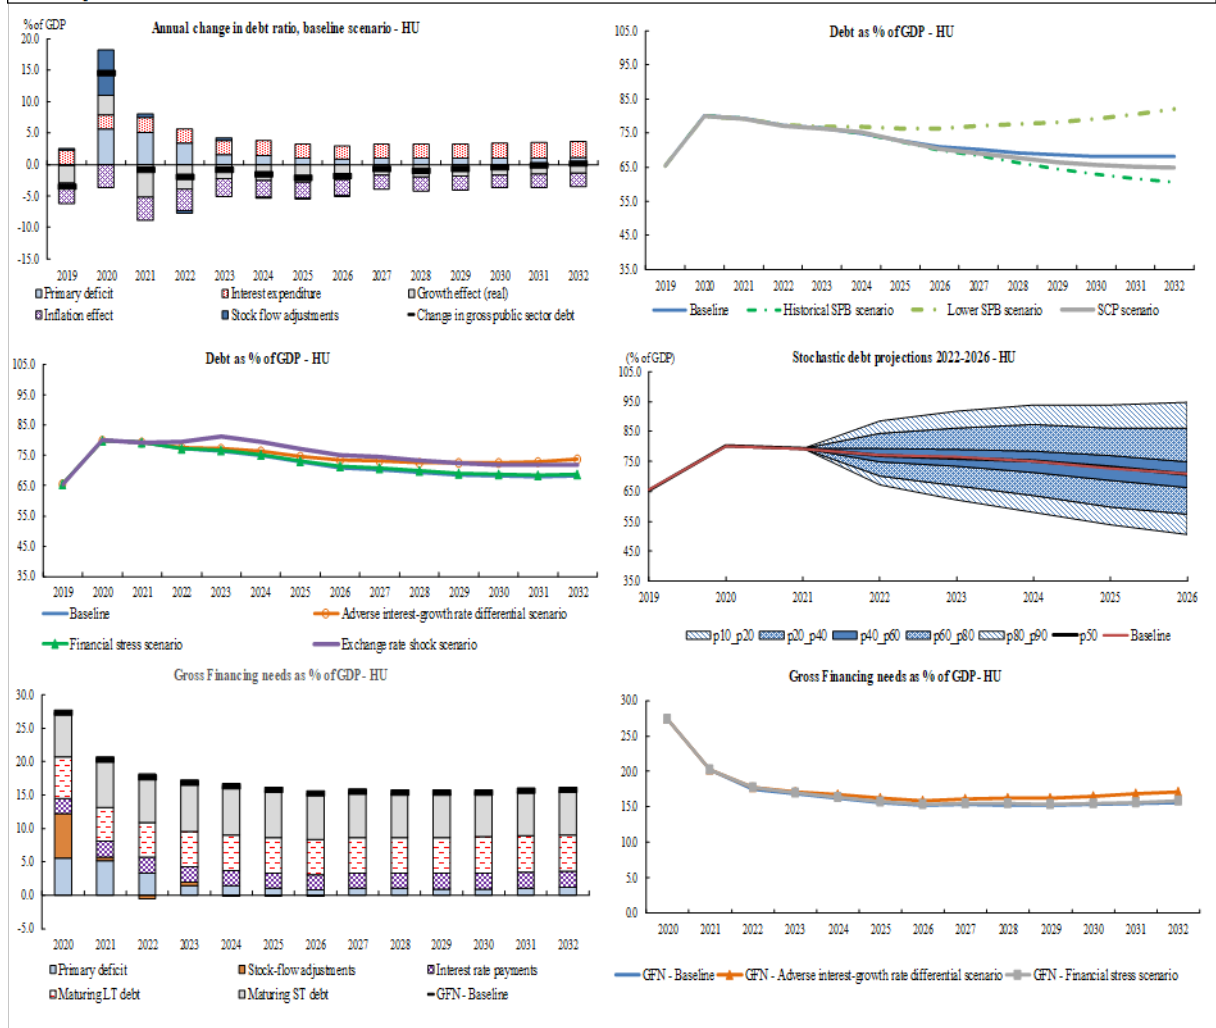 % of GDP
Annual change in debt ratio, baseline scenario - HU
20.0
15.0
10.0
5.0
0.0
-5.0
-10.0
-15.0
2019 2020 2021 2022 2023 2024 2025 2026 2027 2028 2029 2030 2031 2032
Primary deficit Interest expenditure Growth effect (real)
Inflation effect Stock flow adjustments Change in gross public sector debt
Debt as % of GDP - HU
105.0
95.0
85.0
75.0
65.0
55.0
45.0
35.0
2019 2020 2021 2022 2023 2024 2025 2026 2027 2028 2029 2030 2031 2032
Baseline Historical SPB scenario Lower SPB scenario SCP scenario
Debt as % of GDP - HU
105.0
95.0
85.0
75.0
65.0
55.0
45.0
35.0
2019 2020 2021 2022 2023 2024 2025 2026 2027 2028 2029 2030 2031 2032
Baseline Adverse interest-growth rate differential scenario
Financial stress scenario Exchange rate shock scenario
(% of GDP)
Stochastic debt projections 2022-2026 - HU
105.0
95.0
85.0
75.0
65.0
55.0
45.0
35.0
2019 2020 2021 2022 2023 2024 2025 2026
p10_p20 p20_p40 p40_p60 p60_p80 p80_p90 p50 Baseline
Gross Financing needs as % of GDP - HU
30.0
25.0
20.0
15.0
10.0
5.0
0.0
-5.0
2020 2021 2022 2023 2024 2025 2026 2027 2028 2029 2030 2031 2032
Primary deficit Stock-flow adjustments Interest rate payments
Maturing LT debt Maturing ST debt GFN - Baseline
Gross Financing needs as % of GDP - HU
30.0
25.0
20.0
15.0
10.0
5.0
0.0
2020 2021 2022 2023 2024 2025 2026 2027 2028 2029 2030 2031 2032
GFN - Baseline GFN - Adverse interest-growth rate differential scenario GFN - Financial stress scenario